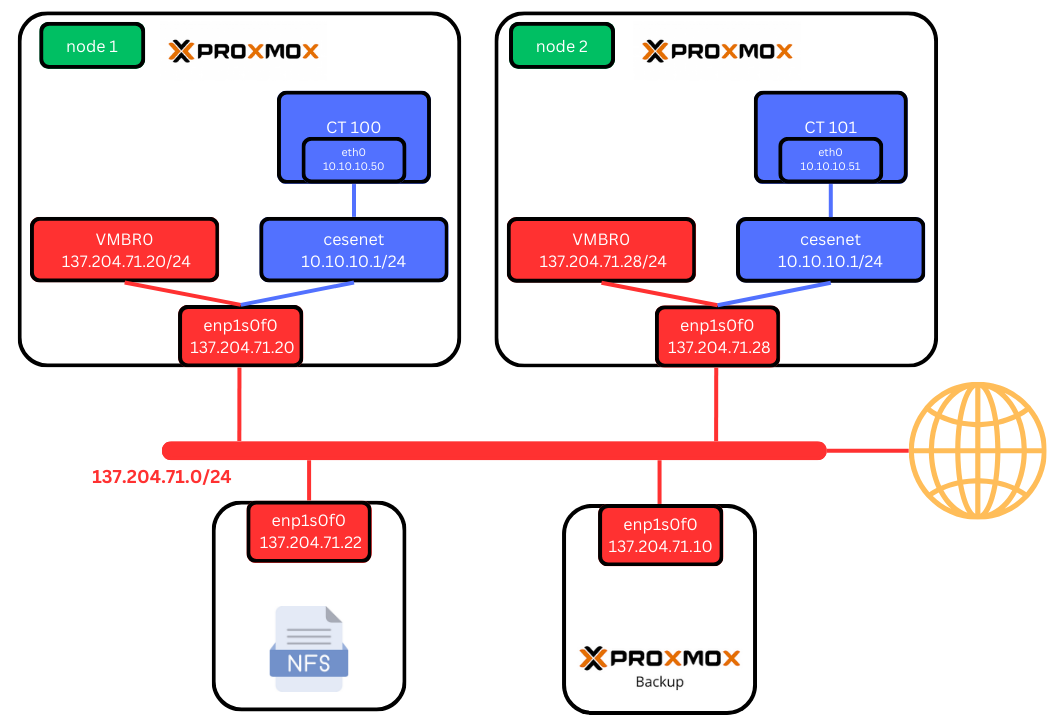 node 1
PROXMOX
CT 100
eth0
10.10.10.50
VMBR0
137.204.71.20/24
cesenet
10.10.10.1/24
enp1s0f0
137.204.71.20
node 2
PROXMOX
CT 101
eth0
10.10.10.51
VMBR0
137.204.71.28/24
cesenet
10.10.10.1/24
enp1s0f0
137.204.71.28
137.204.71.0/24
enp1s0f0
137.204.71.22
NFS
enp1s0f0
137.204.71.10
PROXMOX
Backup